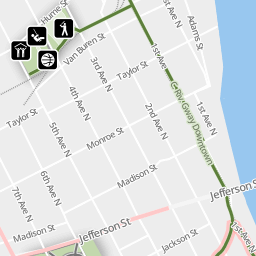 Hume St
Van Buren St
1st Ave N
Adams St
Taylor St
3rd Ave N
Taylor St
4th Ave N
2nd Ave N
1st Ave N
G Riv Gway Downtown
5th Ave N
Monroe St
Madison St
6th Ave N
7th Ave N
Jefferson St
Jefferson St
Madison St
Jackson St
1st Ave N